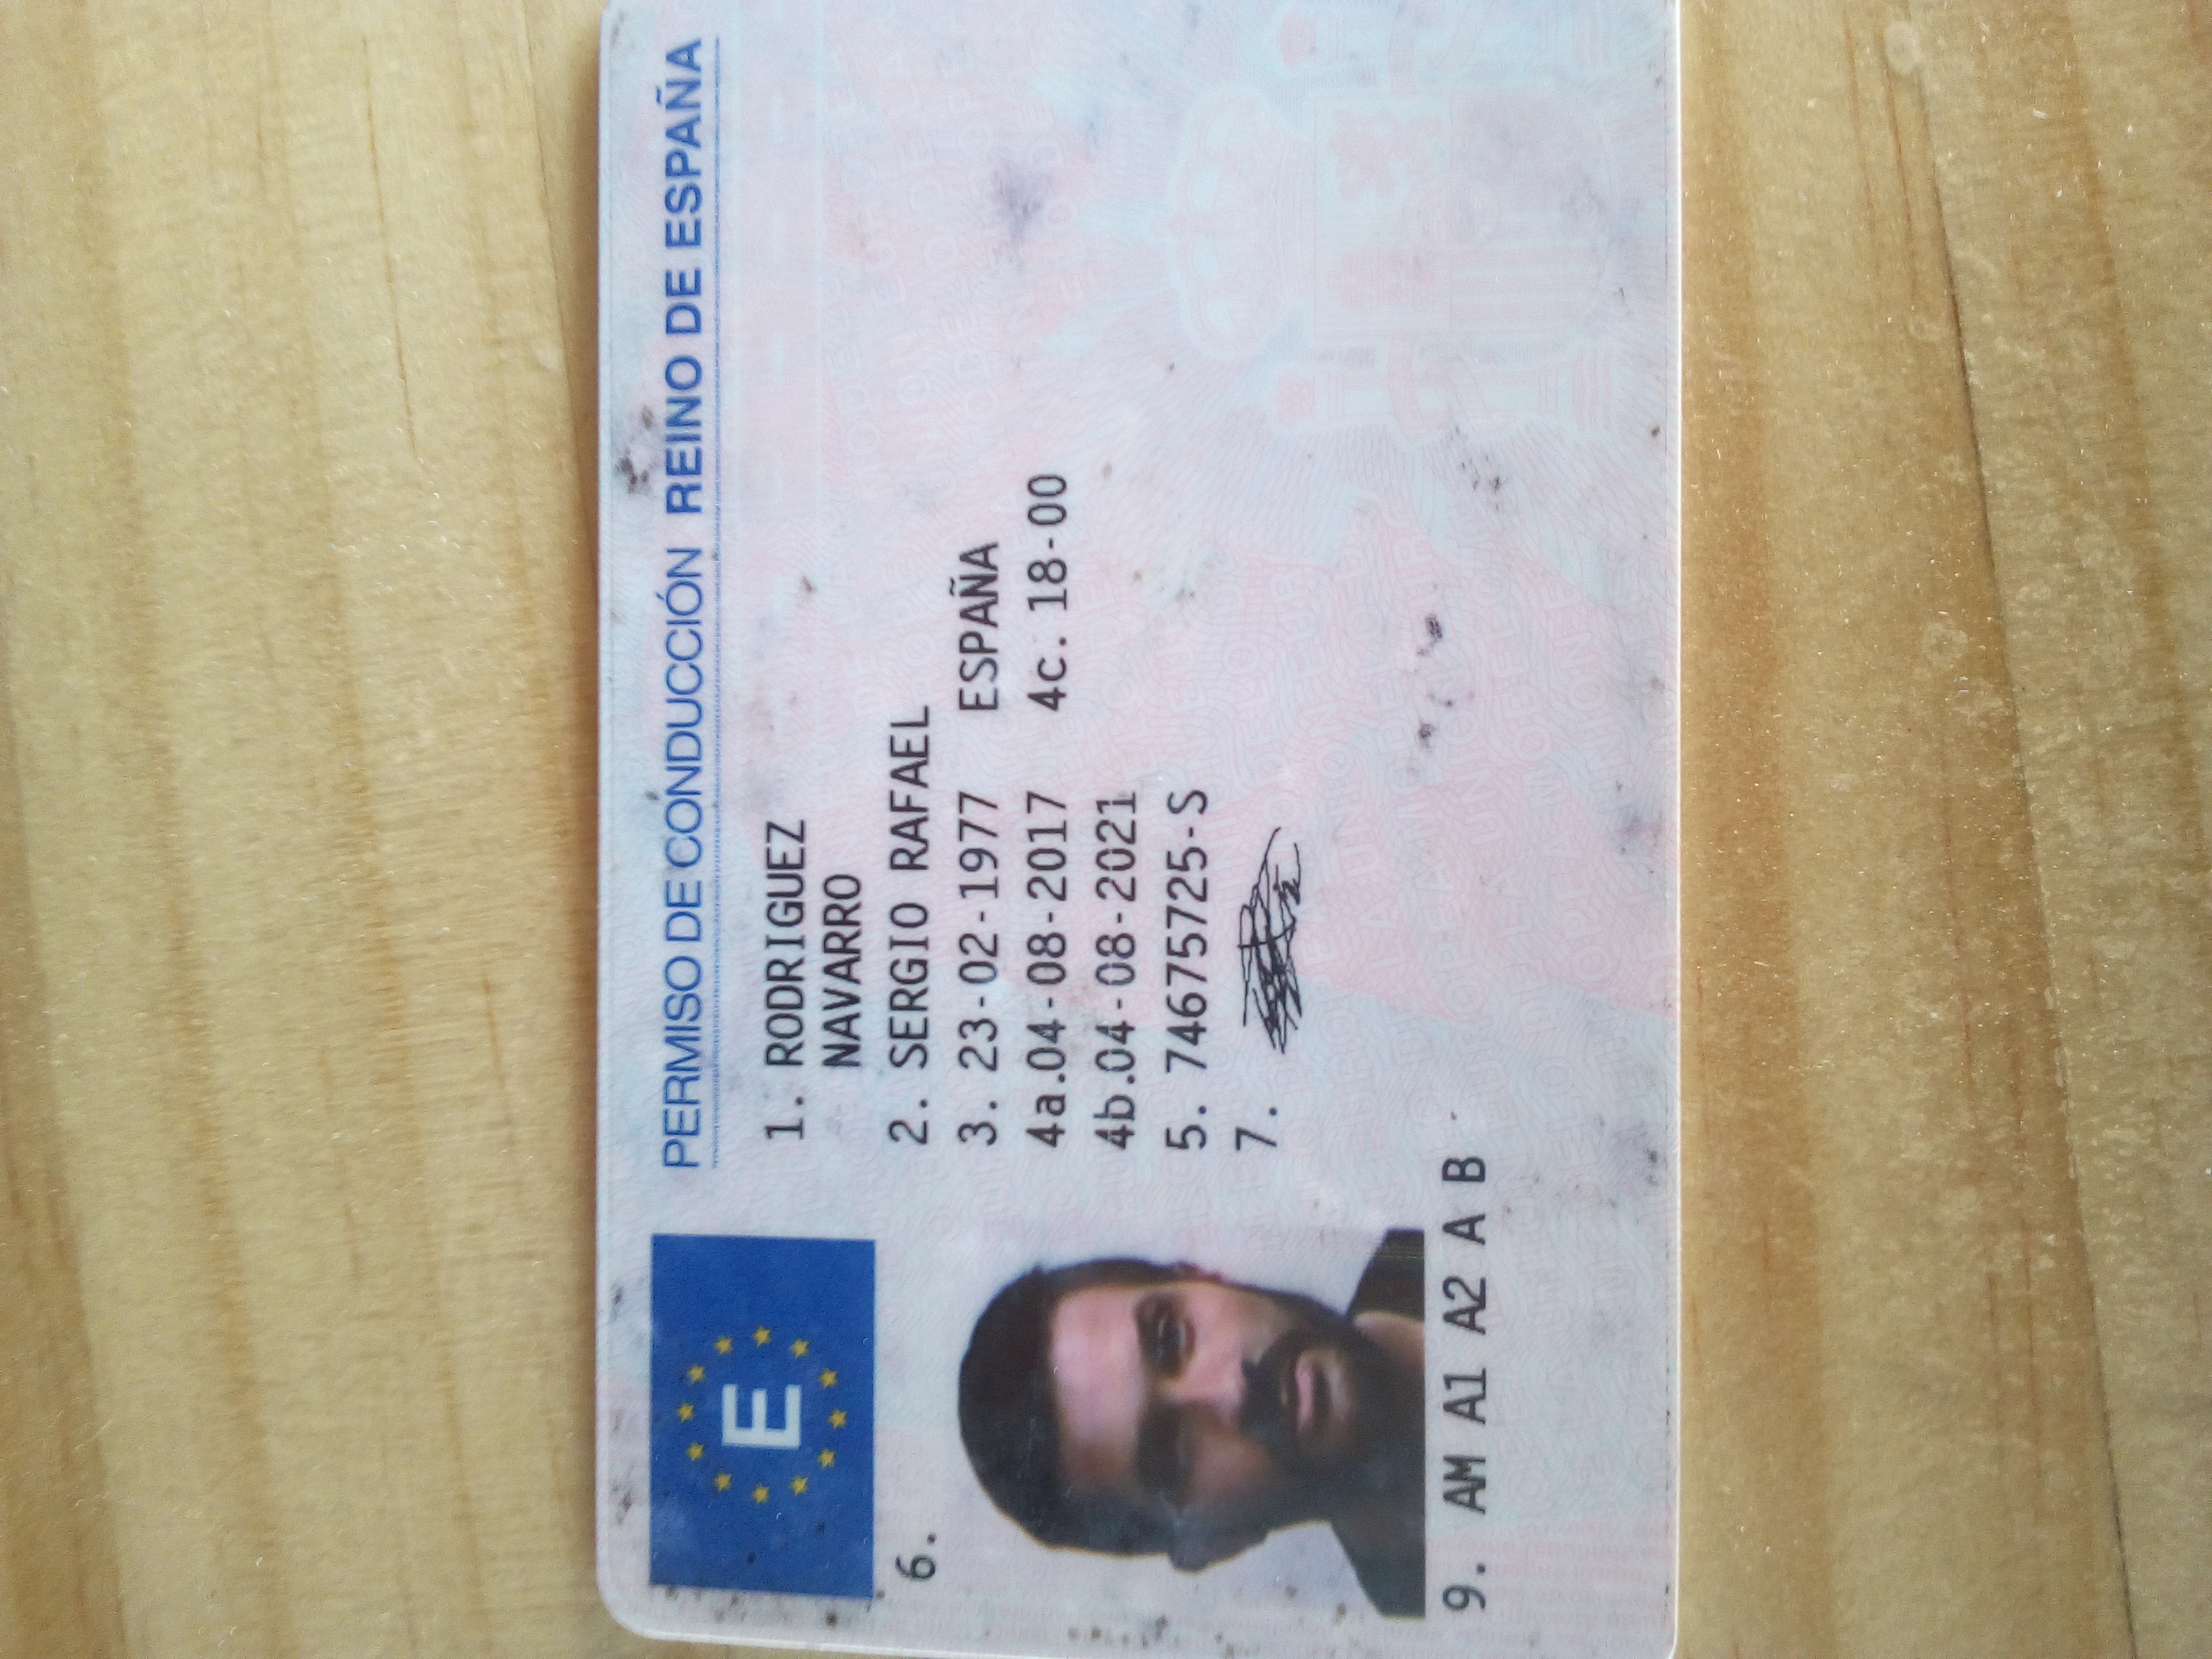 PERMISO DE CONDUCCIÓN REINO DE ESPAÑA
E
1. RODRIGUEZ
NAVARRO
2. SERGIO RAFAEL
3. 23-02-1977 ESPAÑA
4a.04-08-2017 4c.18-00
4b.04-08-2021
5. 74675725-S
7.
6.
9. AM A1 A2 A B